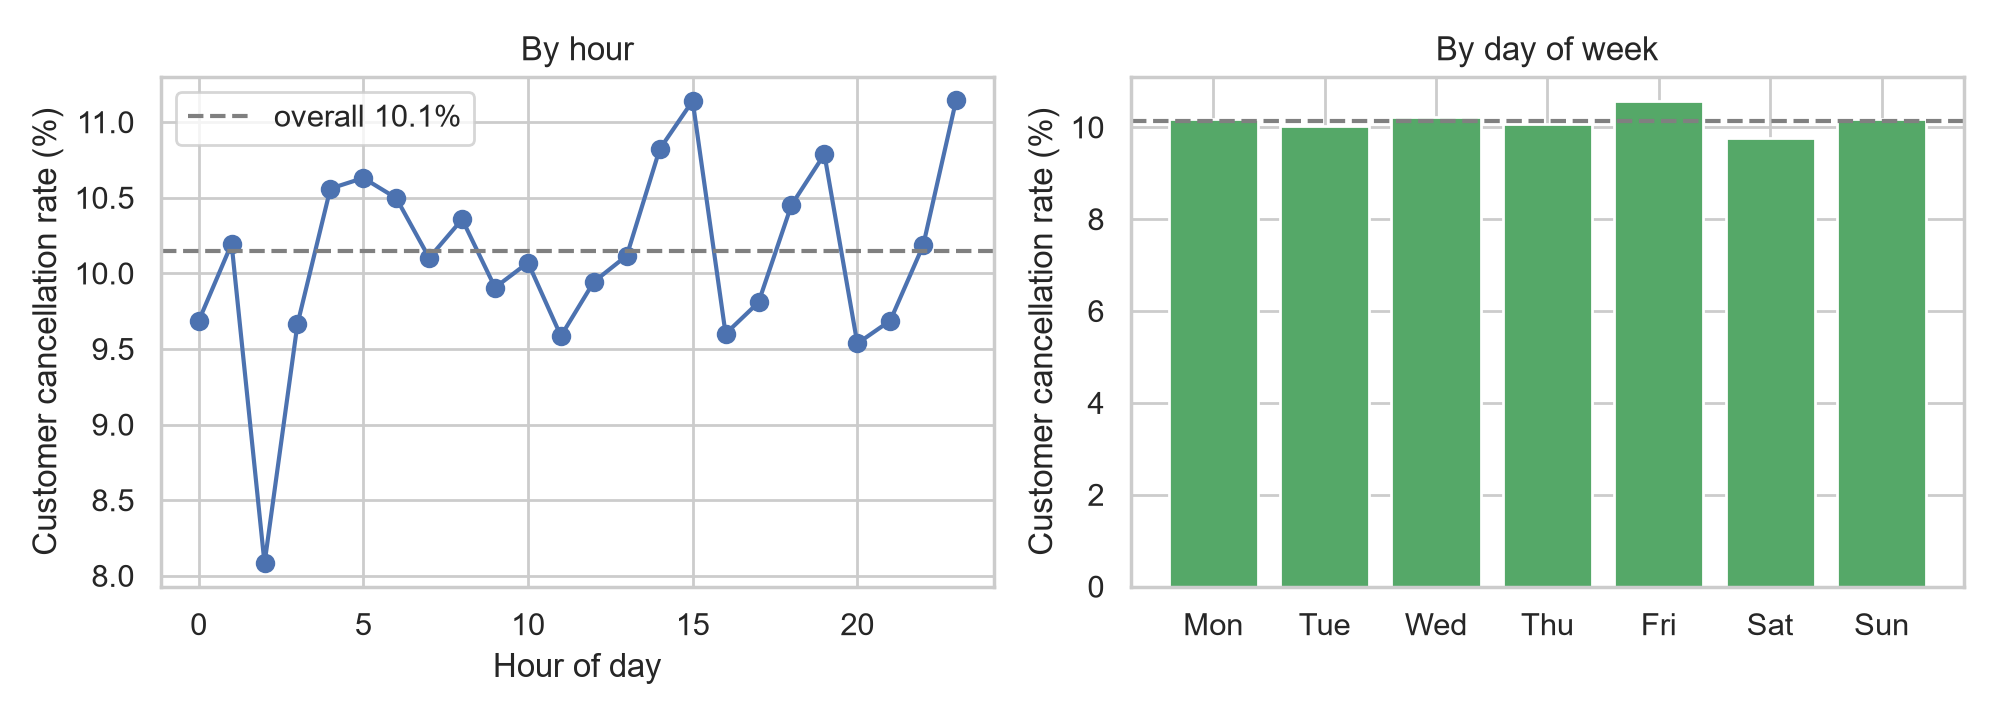 By hour
overall 10.1%
Customer cancellation rate (%)
11.0
10.5
10.0
9.5
9.0
8.5
8.0
0 5 10 15 20
Hour of day
By day of week
Customer cancellation rate (%)
10
8
6
4
2
0
Mon Tue Wed Thu Fri Sat Sun